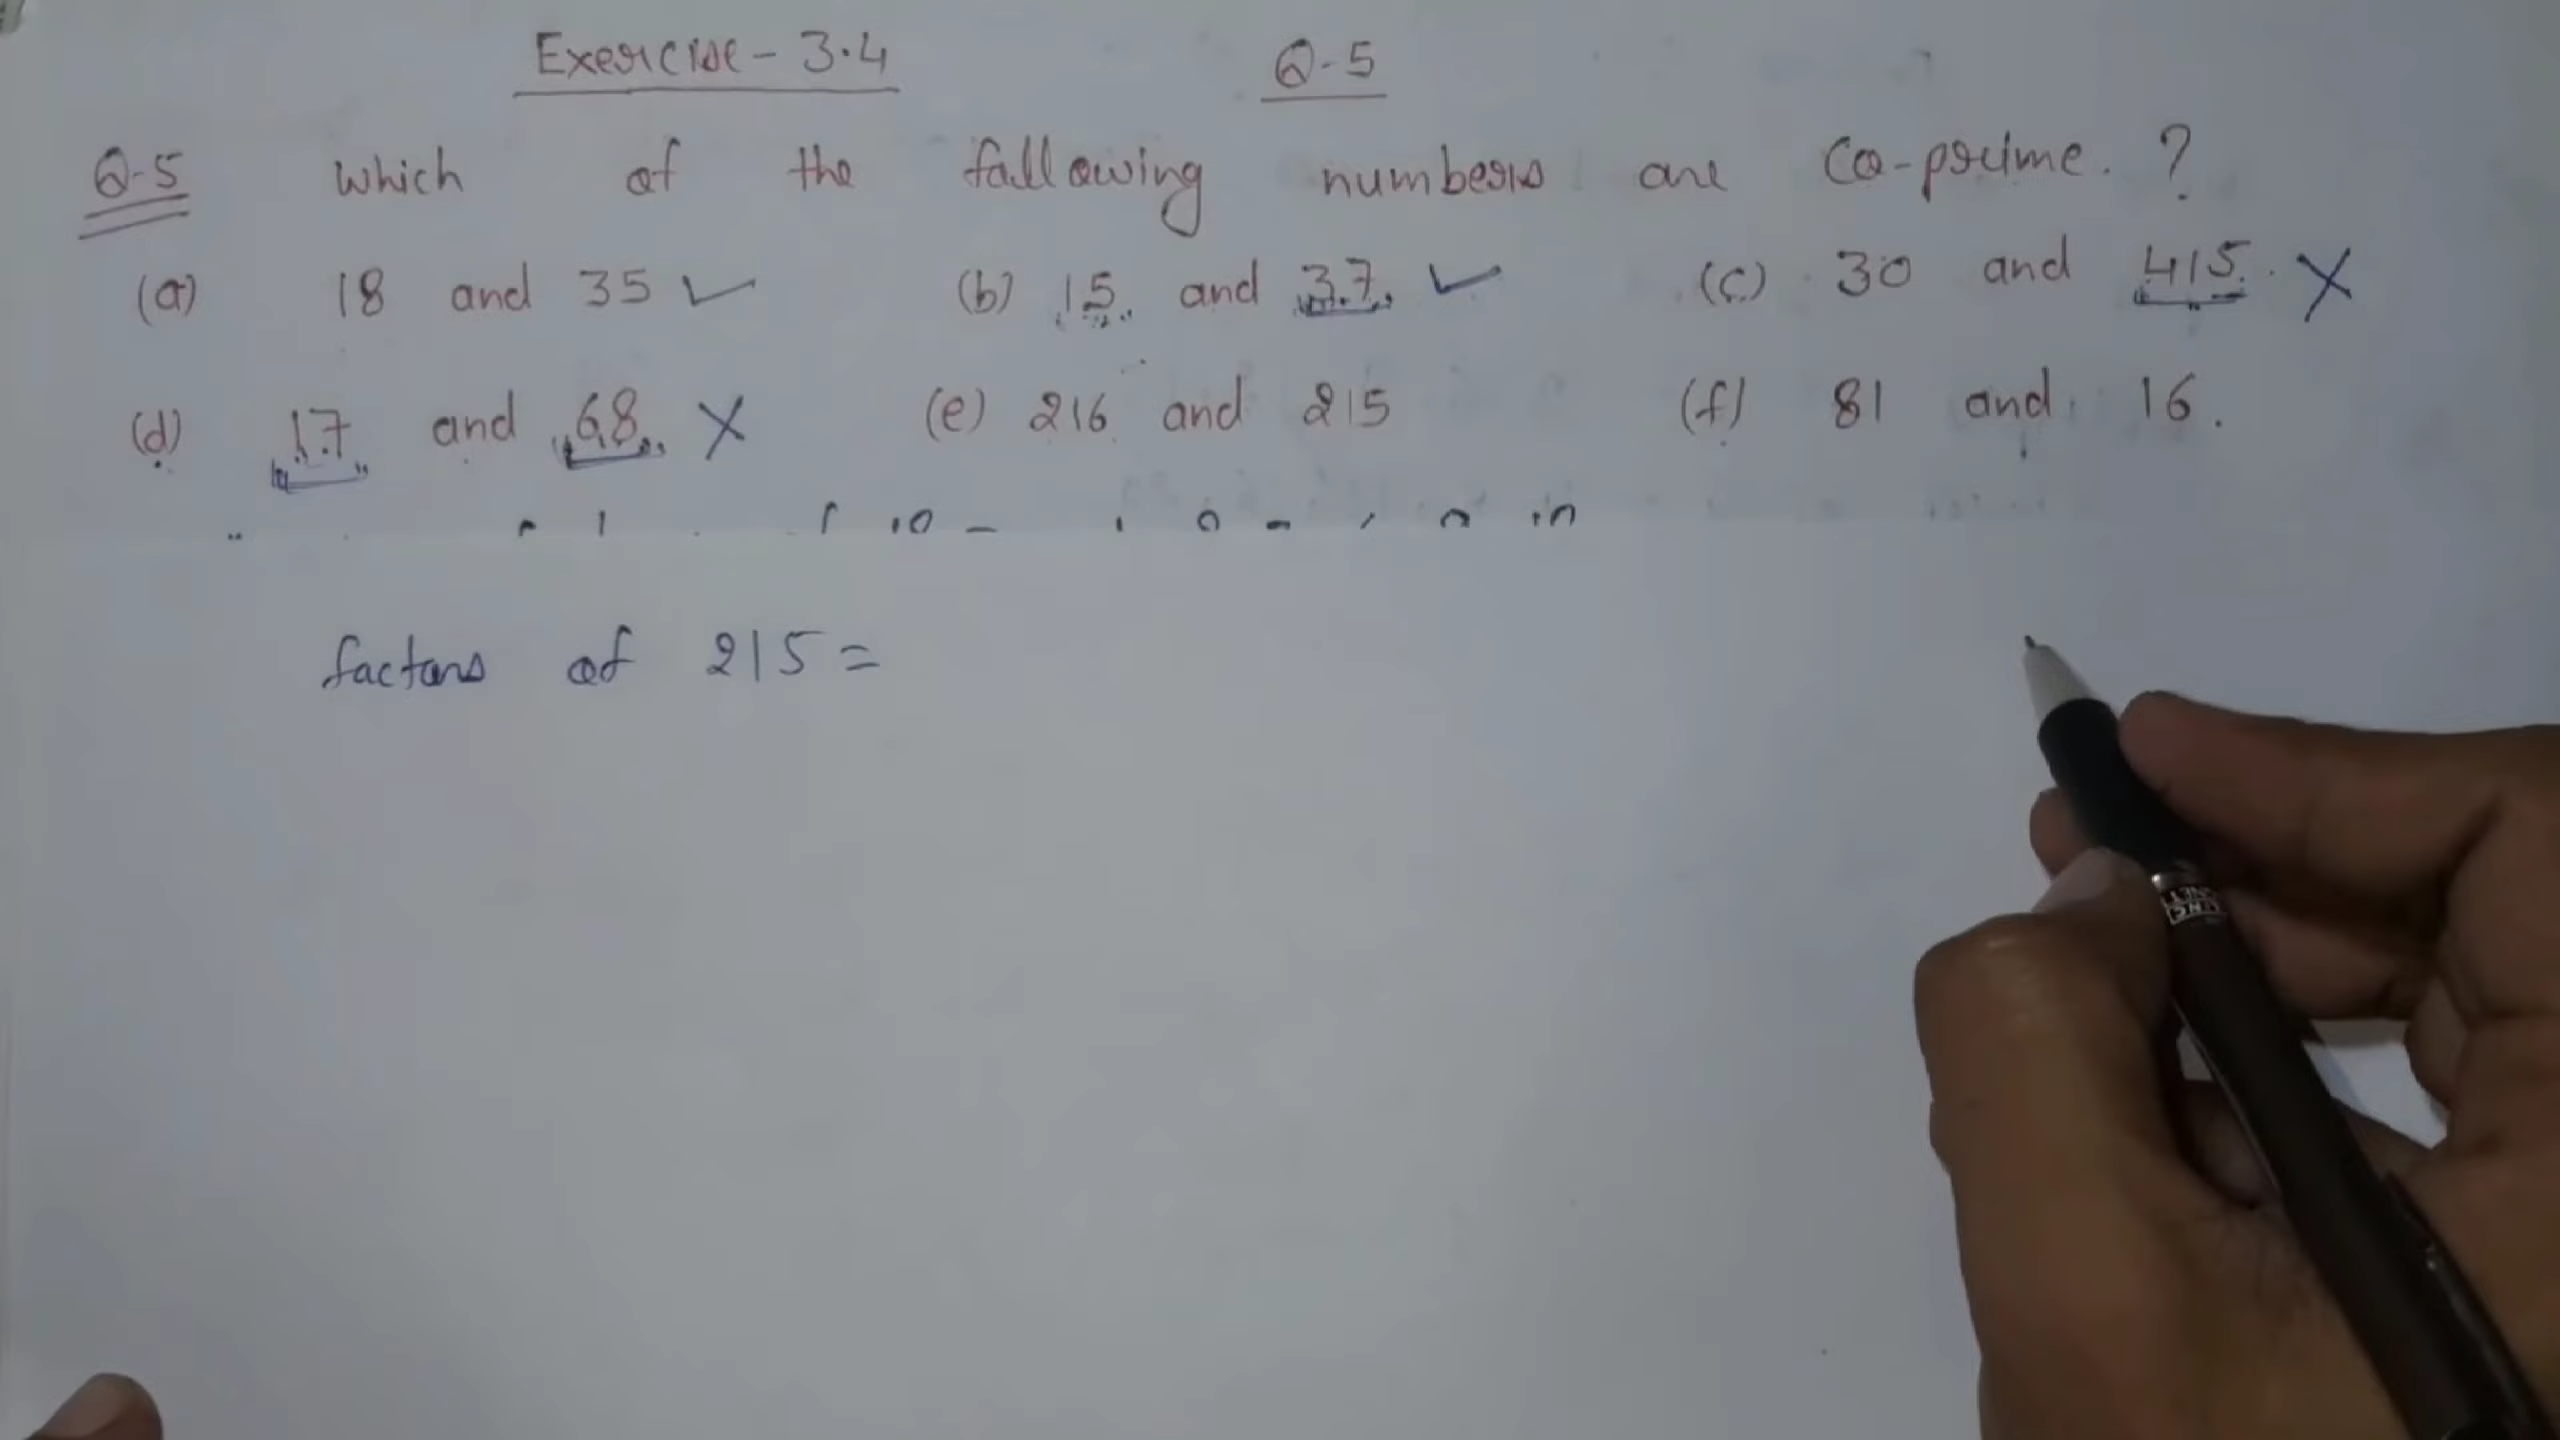 Exercise - 3.4 Q-5
Q-5 which of the following numbers are co-prime. ?
(a) 18 and 35 ✓ (b) 15 and 37 ✓ (c) 30 and 415. X
(d) 17 and 68 X (e) 216 and 215 (f) 81 and 16.
factors of 215 =